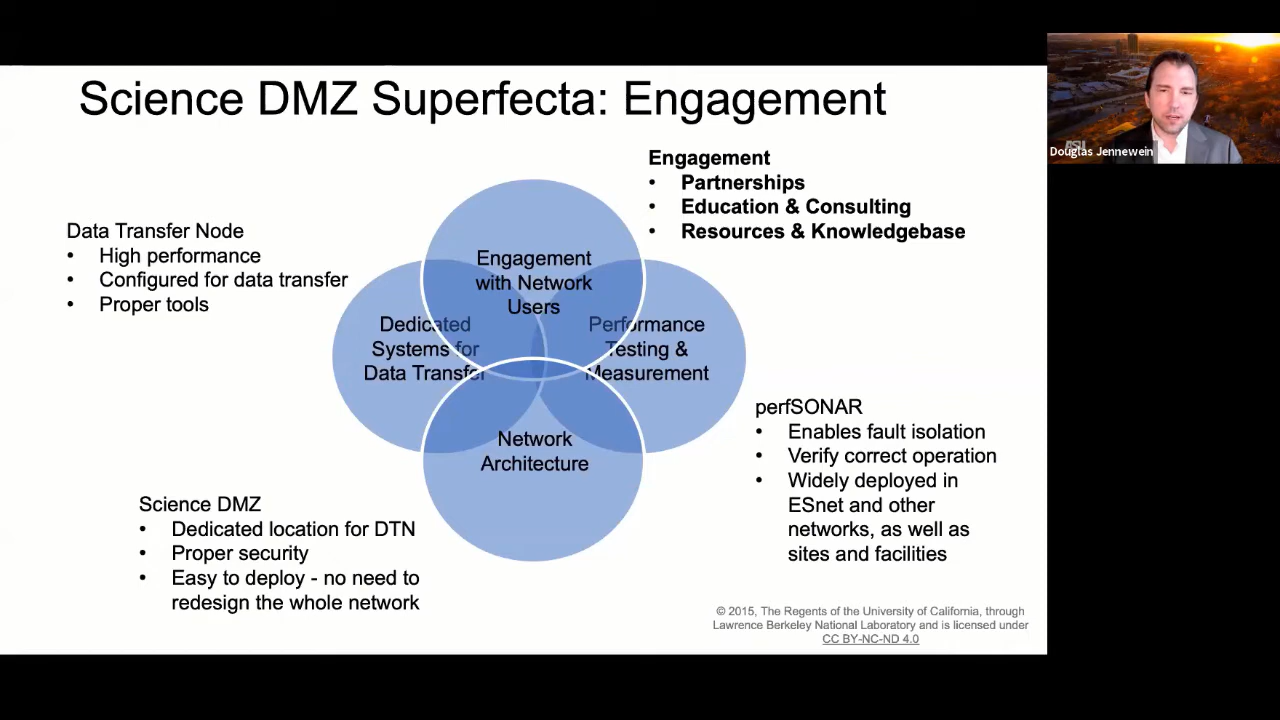 Science DMZ Superfecta: Engagement
Douglas Jennewein
ASU
Engagement
• Partnerships
• Education & Consulting
• Resources & Knowledgebase
Data Transfer Node
• High performance
• Configured for data transfer
• Proper tools
Engagement
with Network
Users
Dedicated
Systems for
Data Transfer
Performance
Testing &
Measurement
Network
Architecture
perfSONAR
• Enables fault isolation
• Verify correct operation
• Widely deployed in
ESnet and other
networks, as well as
sites and facilities
Science DMZ
• Dedicated location for DTN
• Proper security
• Easy to deploy - no need to
redesign the whole network
© 2015, The Regents of the University of California, through
Lawrence Berkeley National Laboratory and is licensed under
CC BY-NC-ND 4.0